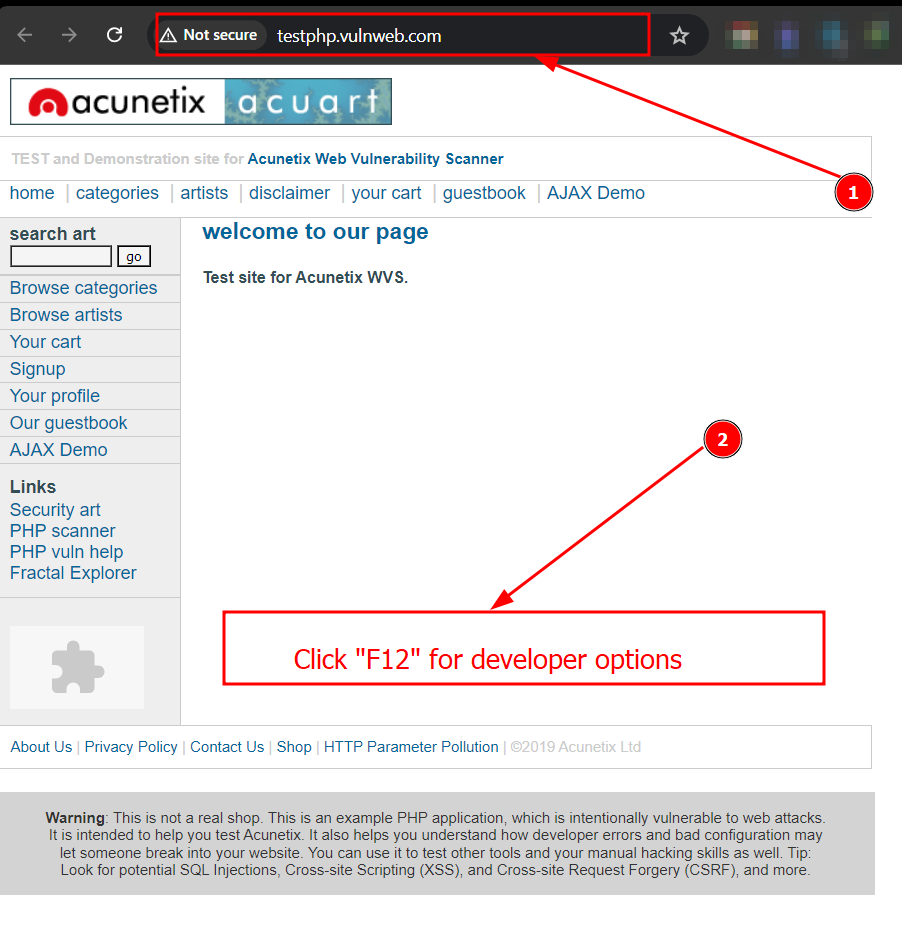 Not secure testphp.vulnweb.com
acunetix acuart
TEST and Demonstration site for Acunetix Web Vulnerability Scanner
home | categories | artists | disclaimer | your cart | guestbook | AJAX Demo
1
search art
go
Browse categories
Browse artists
Your cart
Signup
Your profile
Our guestbook
AJAX Demo
Links
Security art
PHP scanner
PHP vuln help
Fractal Explorer
welcome to our page
Test site for Acunetix WVS.
2
Click "F12" for developer options
About Us | Privacy Policy | Contact Us | Shop | HTTP Parameter Pollution | ©2019 Acunetix Ltd
Warning: This is not a real shop. This is an example PHP application, which is intentionally vulnerable to web attacks.
It is intended to help you test Acunetix. It also helps you understand how developer errors and bad configuration may
let someone break into your website. You can use it to test other tools and your manual hacking skills as well. Tip:
Look for potential SQL Injections, Cross-site Scripting (XSS), and Cross-site Request Forgery (CSRF), and more.